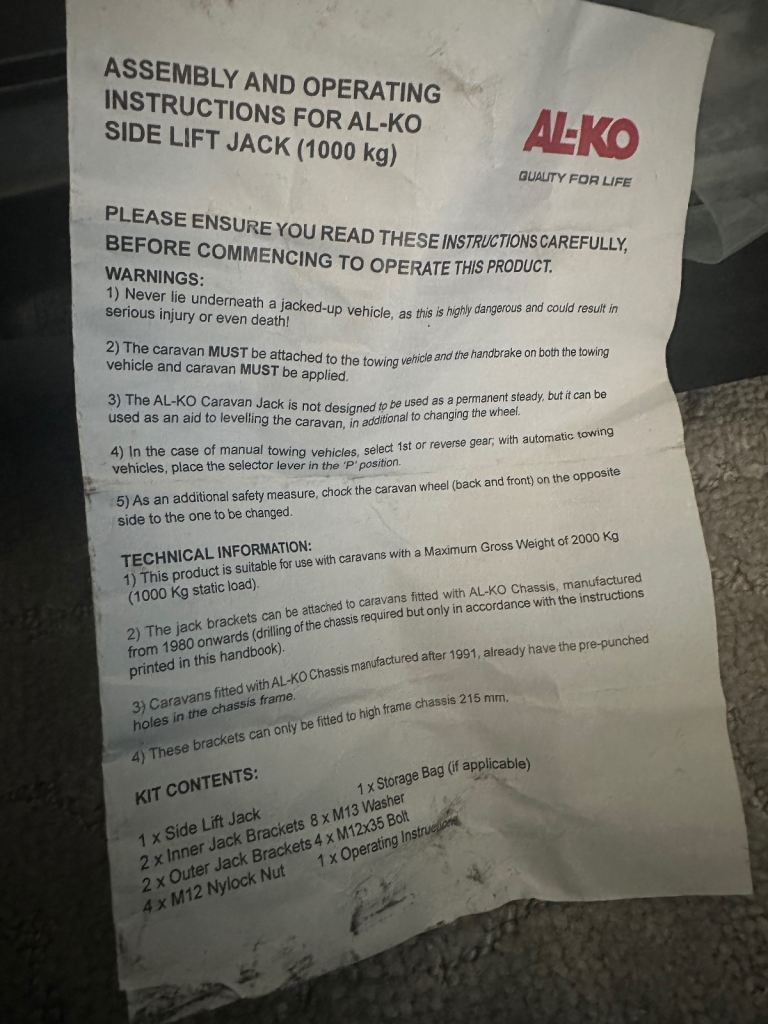 ASSEMBLY AND OPERATING
INSTRUCTIONS FOR AL-KO
SIDE LIFT JACK (1000 kg)
AL-KO
QUALITY FOR LIFE
PLEASE ENSURE YOU READ THESE INSTRUCTIONS CAREFULLY,
BEFORE COMMENCING TO OPERATE THIS PRODUCT.
WARNINGS:
1) Never lie underneath a jacked-up vehicle, as this is highly dangerous and could result in
serious injury or even death!
2) The caravan MUST be attached to the towing vehicle and the handbrake on both the towing
vehicle and caravan MUST be applied.
3) The AL-KO Caravan Jack is not designed to be used as a permanent steady, but it can be
used as an aid to levelling the caravan, in additional to changing the wheel.
4) In the case of manual towing vehicles, select 1st or reverse gear; with automatic towing
vehicles, place the selector lever in the 'P' position.
5) As an additional safety measure, chock the caravan wheel (back and front) on the opposite
side to the one to be changed.
TECHNICAL INFORMATION:
1) This product is suitable for use with caravans with a Maximum Gross Weight of 2000 Kg
(1000 Kg static load).
2) The jack brackets can be attached to caravans fitted with AL-KO Chassis, manufactured
from 1980 onwards (drilling of the chassis required but only in accordance with the instructions
printed in this handbook).
3) Caravans fitted with AL-KO Chassis manufactured after 1991, already have the pre-punched
holes in the chassis frame.
4) These brackets can only be fitted to high frame chassis 215 mm.
KIT CONTENTS:
1 x Side Lift Jack 1 x Storage Bag (if applicable)
2 x Inner Jack Brackets 8 x M13 Washer
2 x Outer Jack Brackets 4 x M12x35 Bolt
4 x M12 Nylock Nut 1 x Operating Instructions